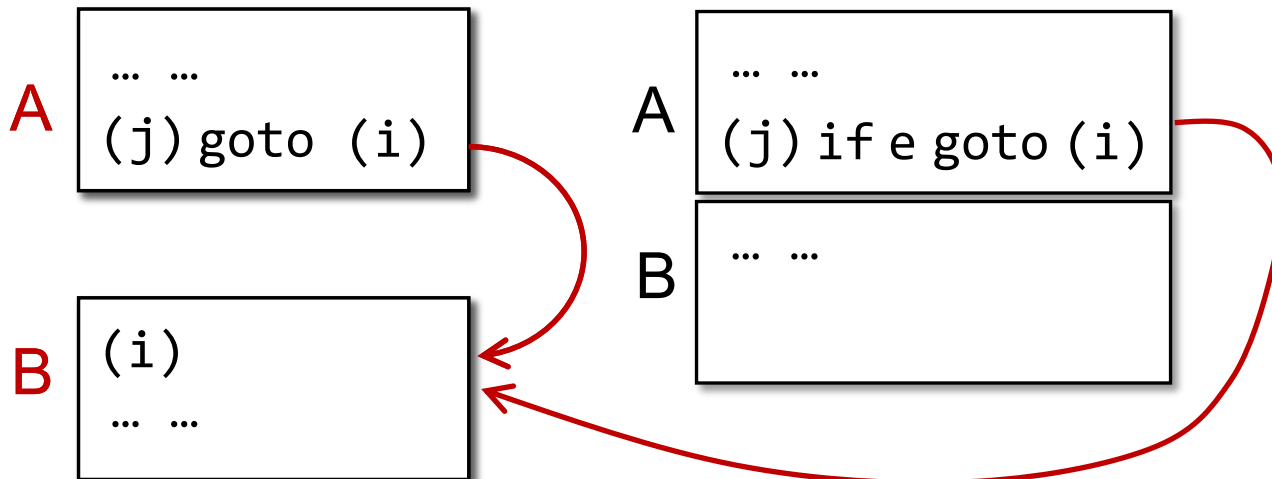 A
… …
(j) goto (i)
B
(i)
… …
A
… …
(j) if e goto (i)
B
… …